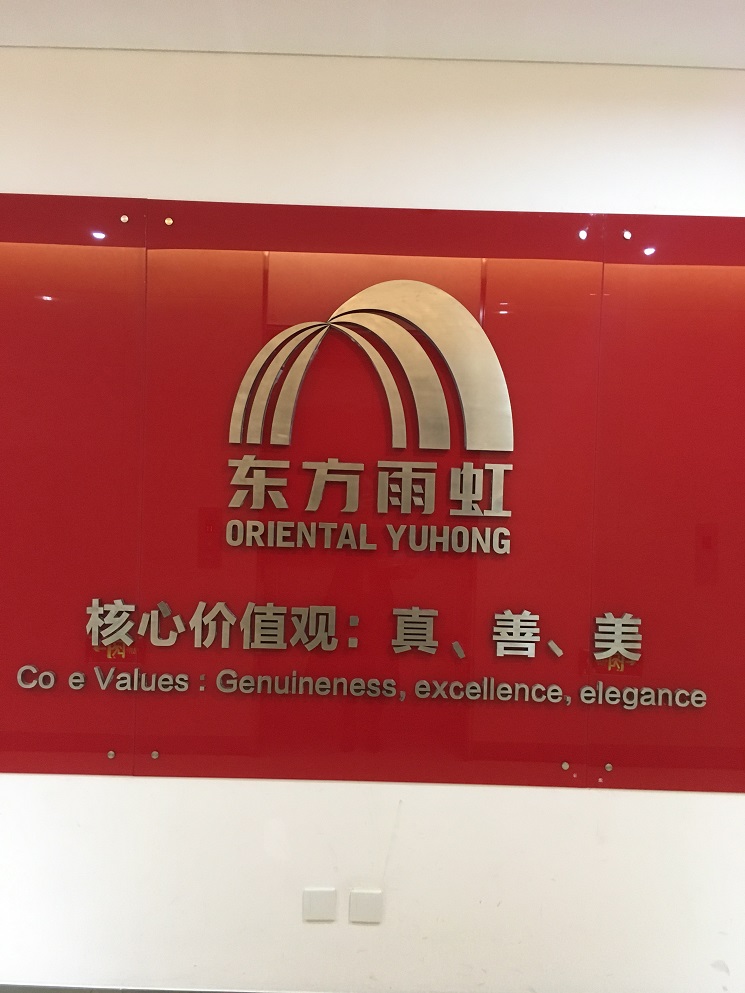 东方雨虹
ORIENTAL YUHONG
核心价值观：真、善、美
Co e Values : Genuineness, excellence, elegance